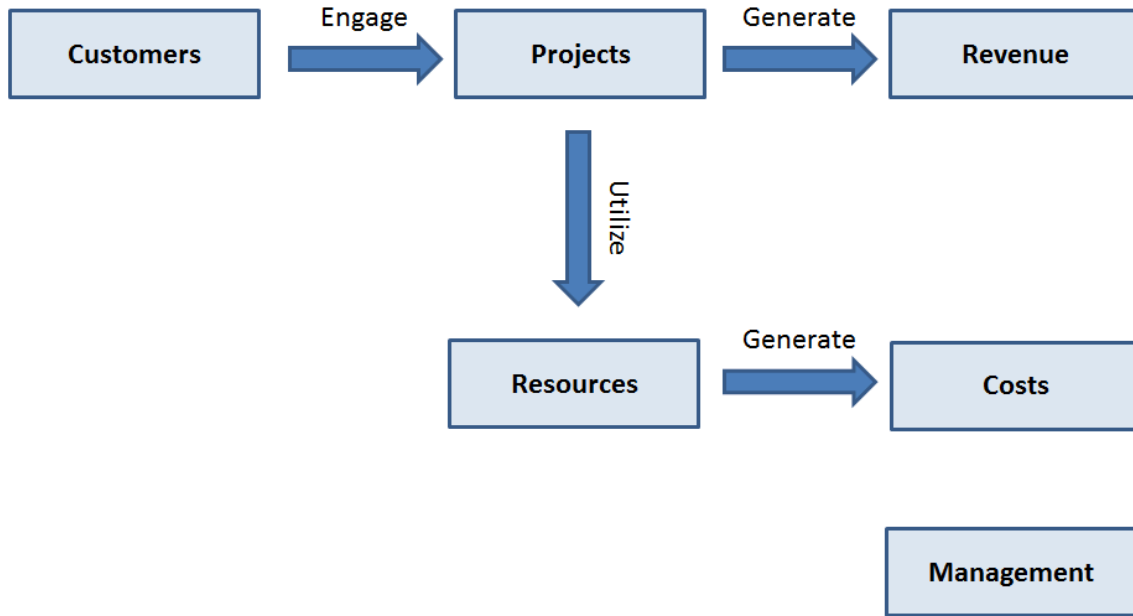 Engage
Generate
Customers
Projects
Revenue
Utilize
Generate
Resources
Costs
Management